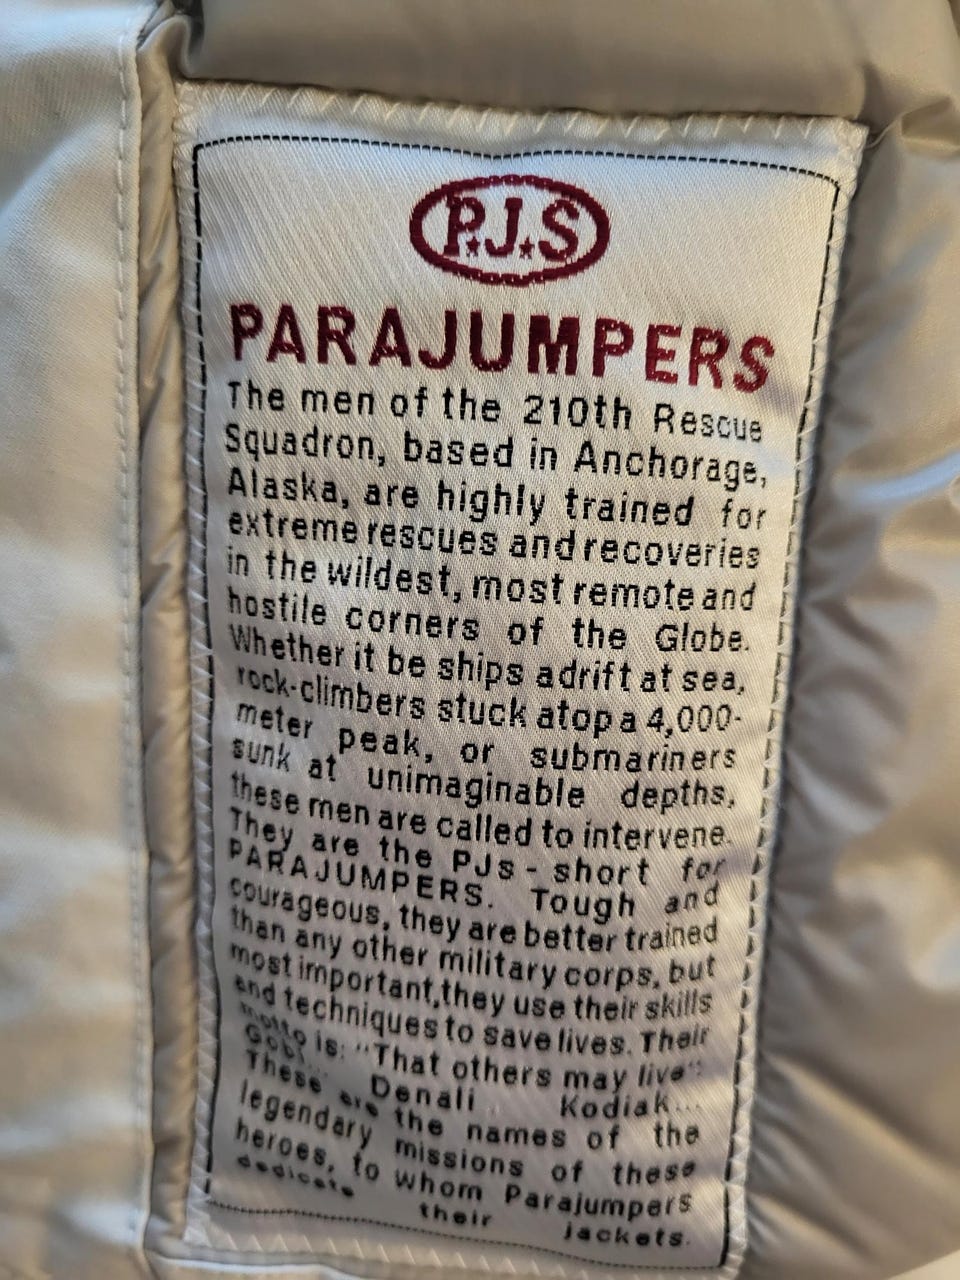 P.J.S
PARAJUMPERS
The men of the 210th Rescue
Squadron, based in Anchorage,
Alaska, are highly trained for
extreme rescues and recoveries
in the wildest, most remote and
hostile corners of the Globe.
Whether it be ships adrift at sea,
rock-climbers stuck atop a 4,000-
meter peak, or submariners
sunk at unimaginable depths,
these men are called to intervene.
They are the PJs - short for
PARAJUMPERS. Tough and
courageous, they are better trained
than any other military corps, but
most important, they use their skills
and techniques to save lives. Their
motto is: "That others may live".
Gobi... Denali Kodiak...
These are the names of the
legendary missions of these
heroes, to whom Parajumpers
dedicate their jackets.